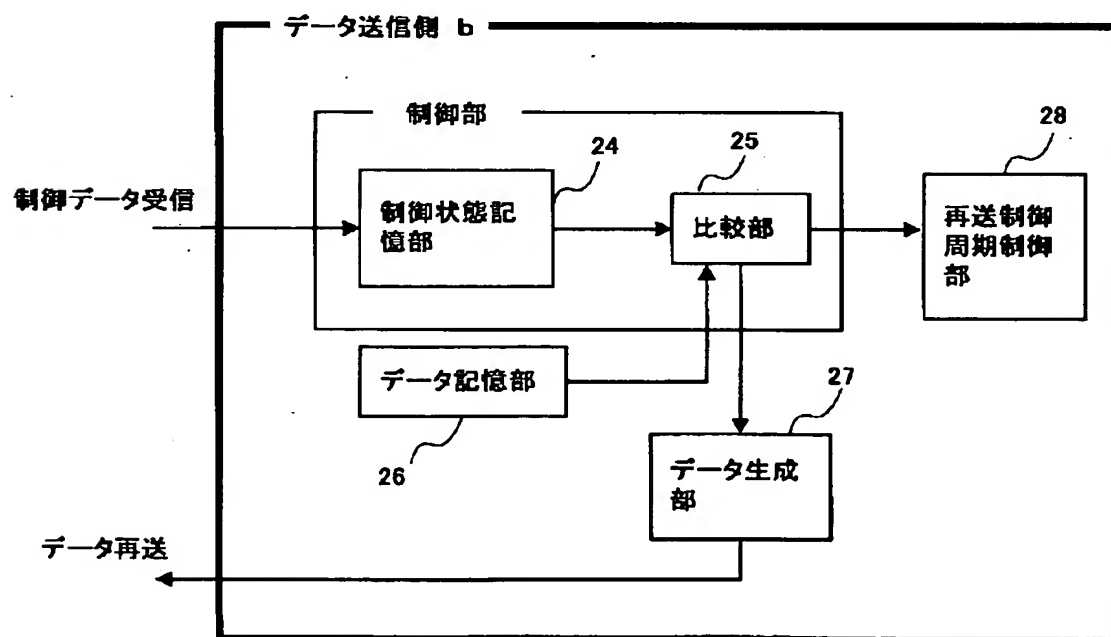 データ送信側 b
制御部
28
24
25
制御データ受信
制御状態記
憶部
比較部
再送制御
周期制御
部
データ記憶部
27
26
データ生成
部
データ再送